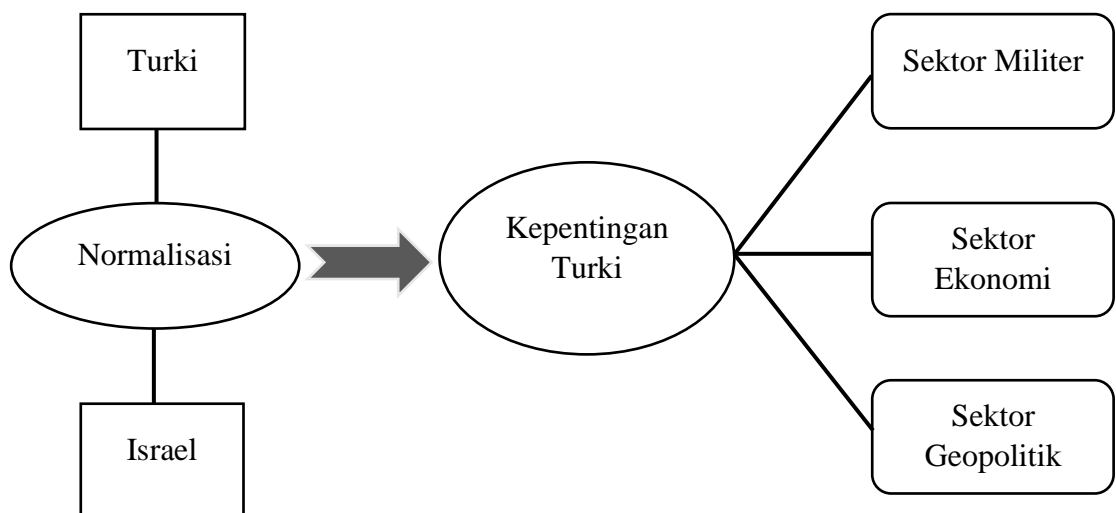 Turki
Normalisasi
Israel
Kepentingan
Turki
Sektor Militer
Sektor
Ekonomi
Sektor
Geopolitik